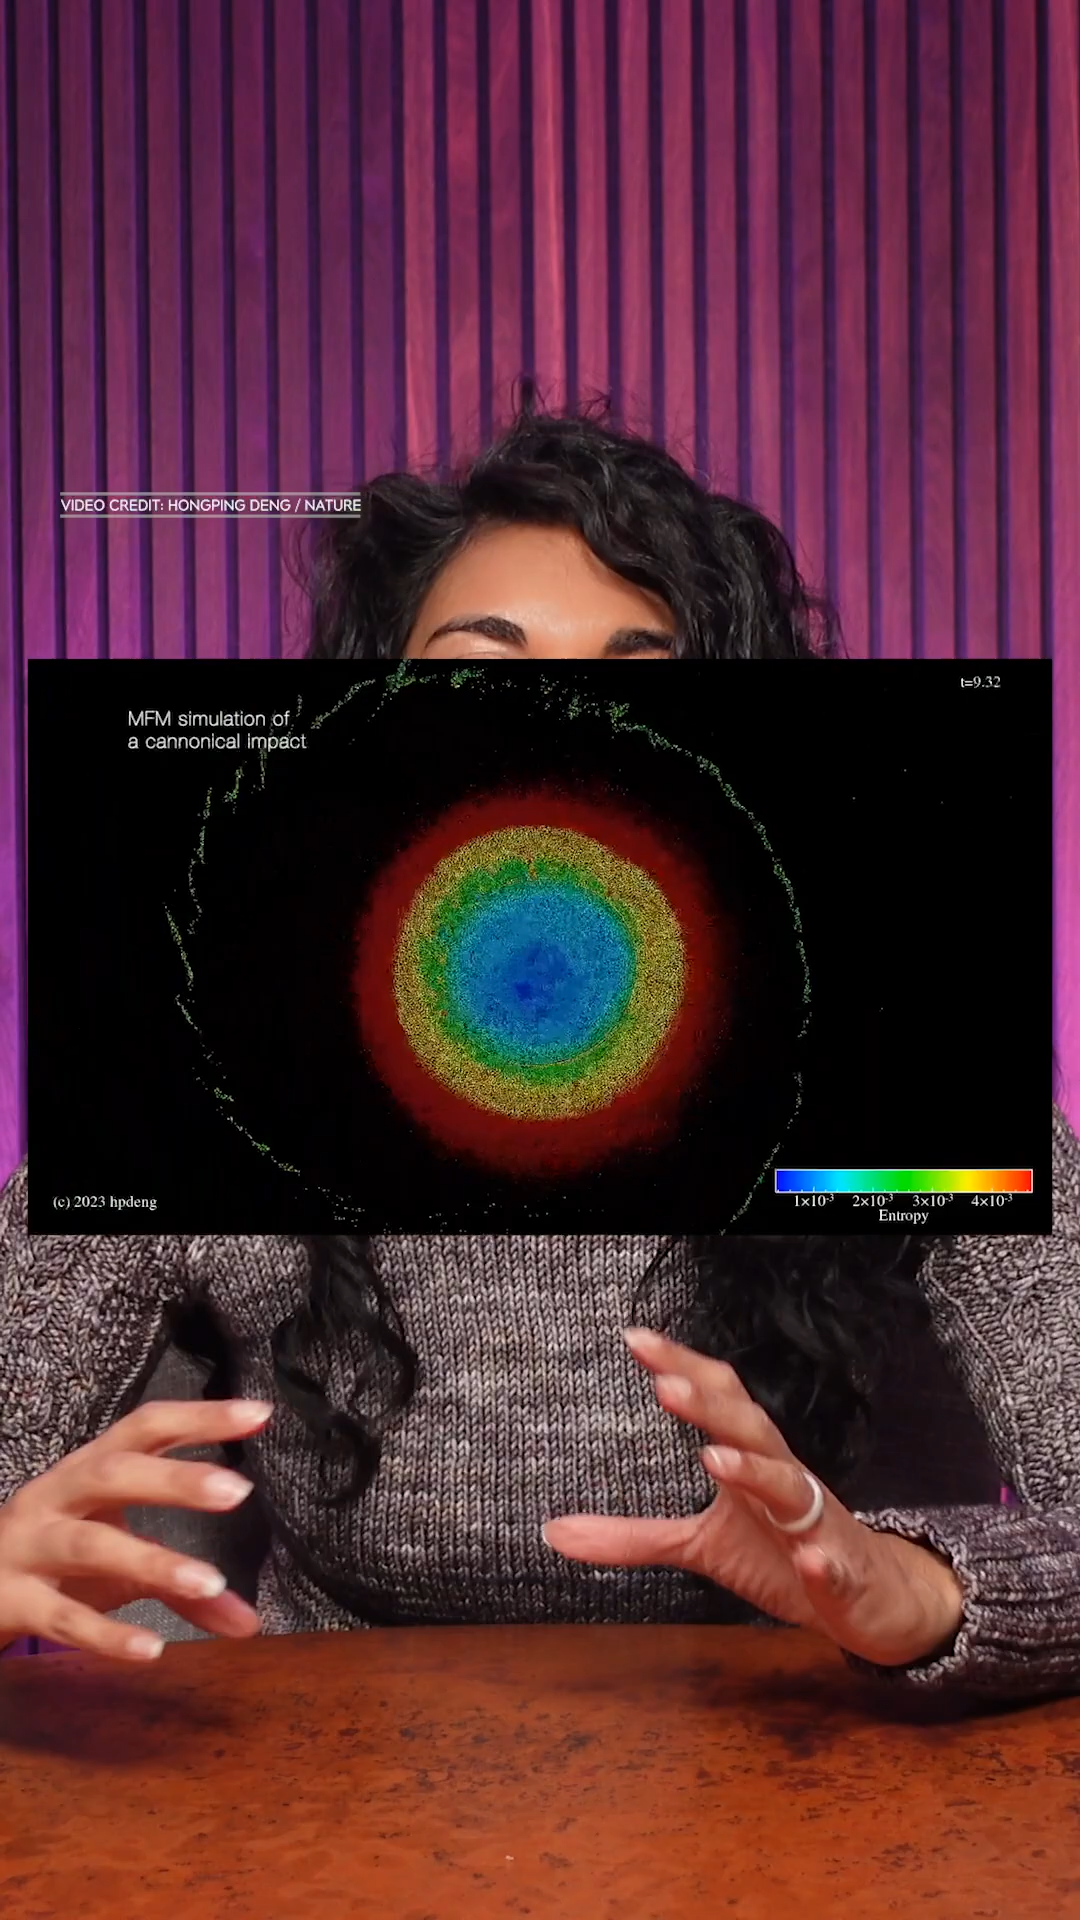 VIDEO CREDIT: HONGPING DENG / NATURE
t=9.32
MFM simulation of
a cannonical impact
(c) 2023 hpdeng
1×10⁻³ 2×10⁻³ 3×10⁻³ 4×10⁻³
Entropy